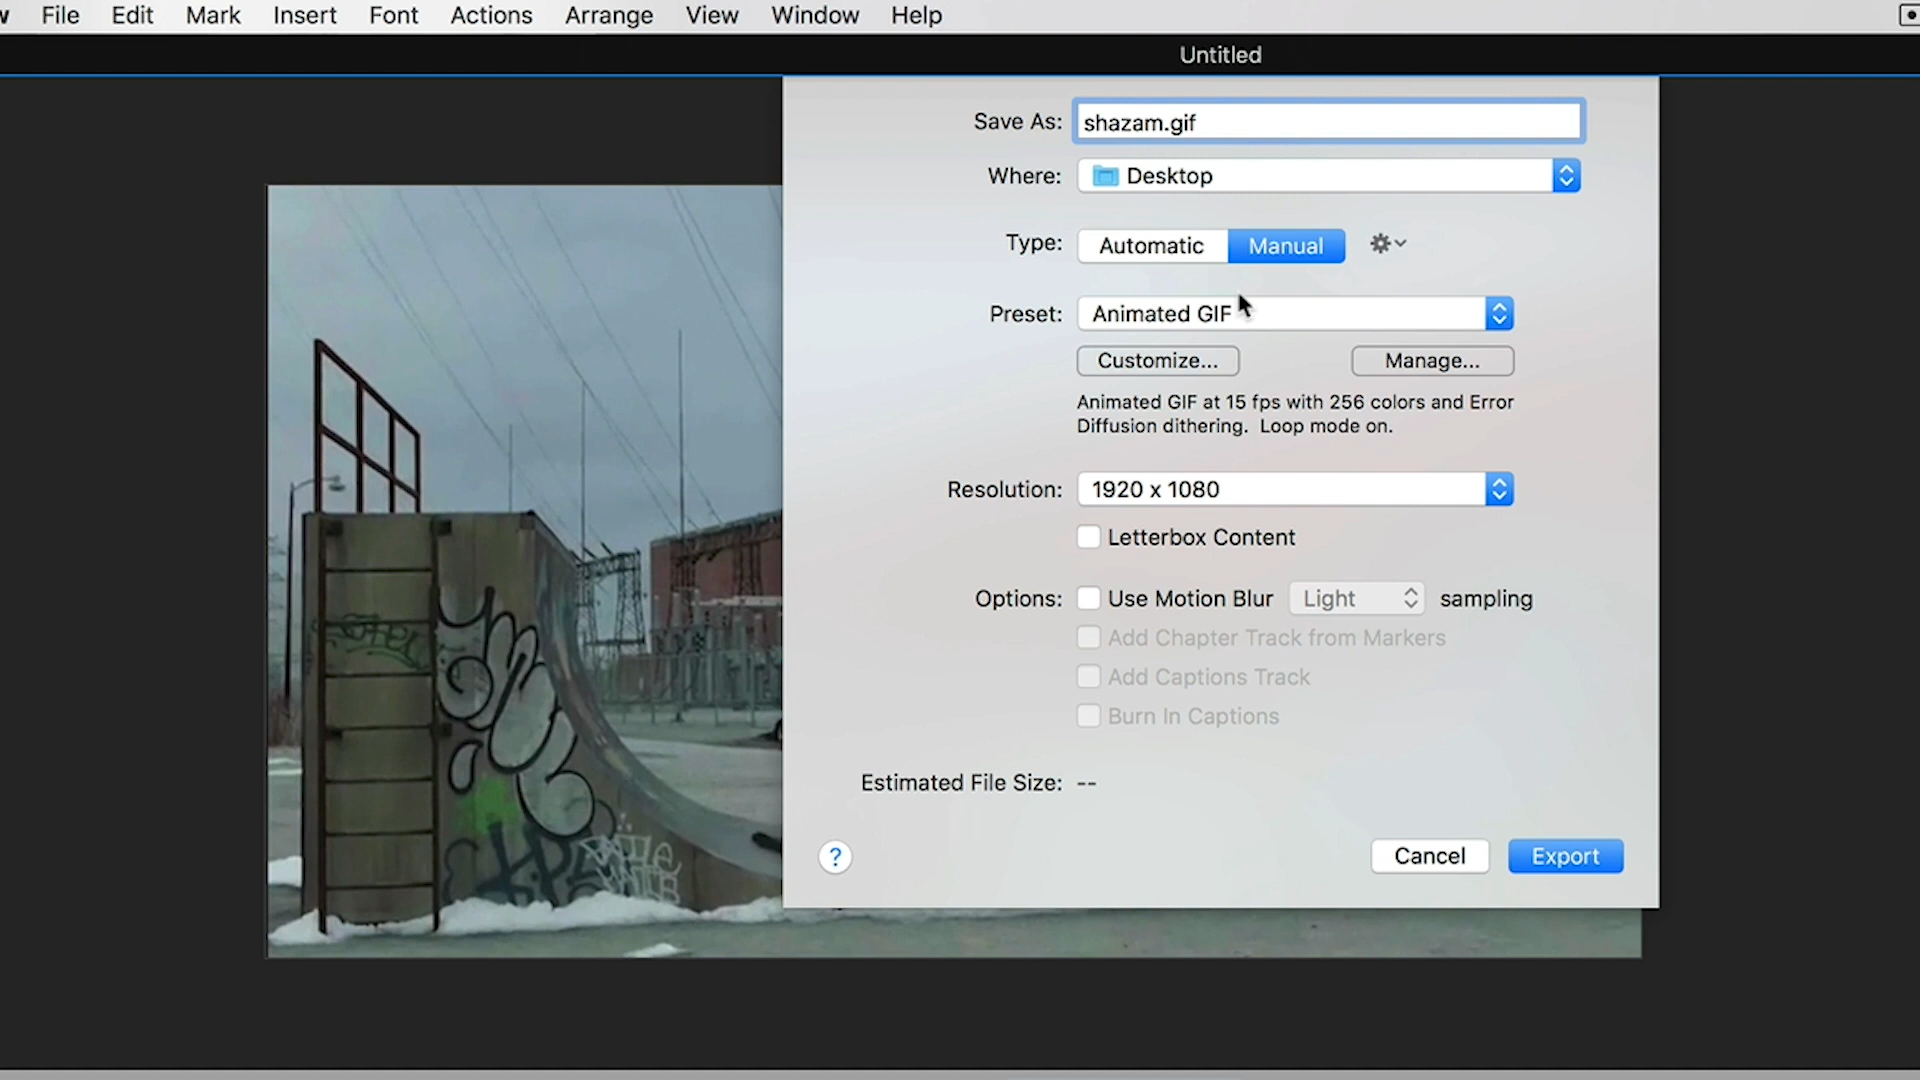 File Edit Mark Insert Font Actions Arrange View Window Help
Untitled
Save As: shazam.gif
Where: Desktop
Type: Automatic Manual
Preset: Animated GIF
Customize... Manage...
Animated GIF at 15 fps with 256 colors and Error
Diffusion dithering. Loop mode on.
Resolution: 1920 x 1080
Letterbox Content
Options: Use Motion Blur Light sampling
Add Chapter Track from Markers
Add Captions Track
Burn In Captions
Estimated File Size: --
? Cancel Export